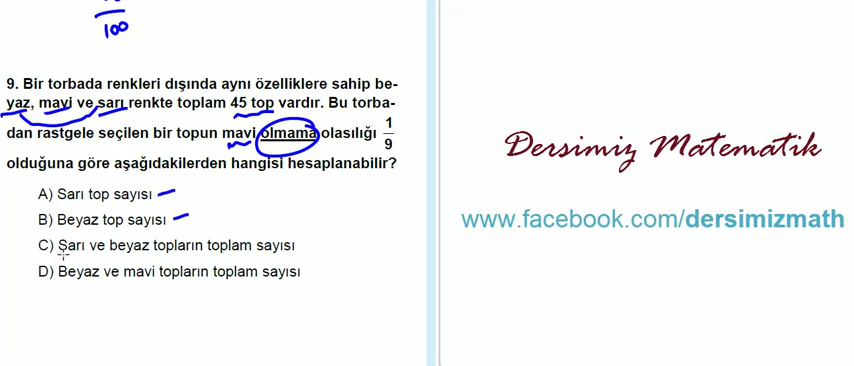 100
9. Bir torbada renkleri dışında aynı özelliklere sahip be-
yaz, mavi ve sarı renkte toplam 45 top vardır. Bu torba-
dan rastgele seçilen bir topun mavi olmama olasılığı 1/9
olduğuna göre aşağıdakilerden hangisi hesaplanabilir?
A) Sarı top sayısı
B) Beyaz top sayısı
C) Sarı ve beyaz topların toplam sayısı
D) Beyaz ve mavi topların toplam sayısı
Dersimiz Matematik
www.facebook.com/dersimizmath